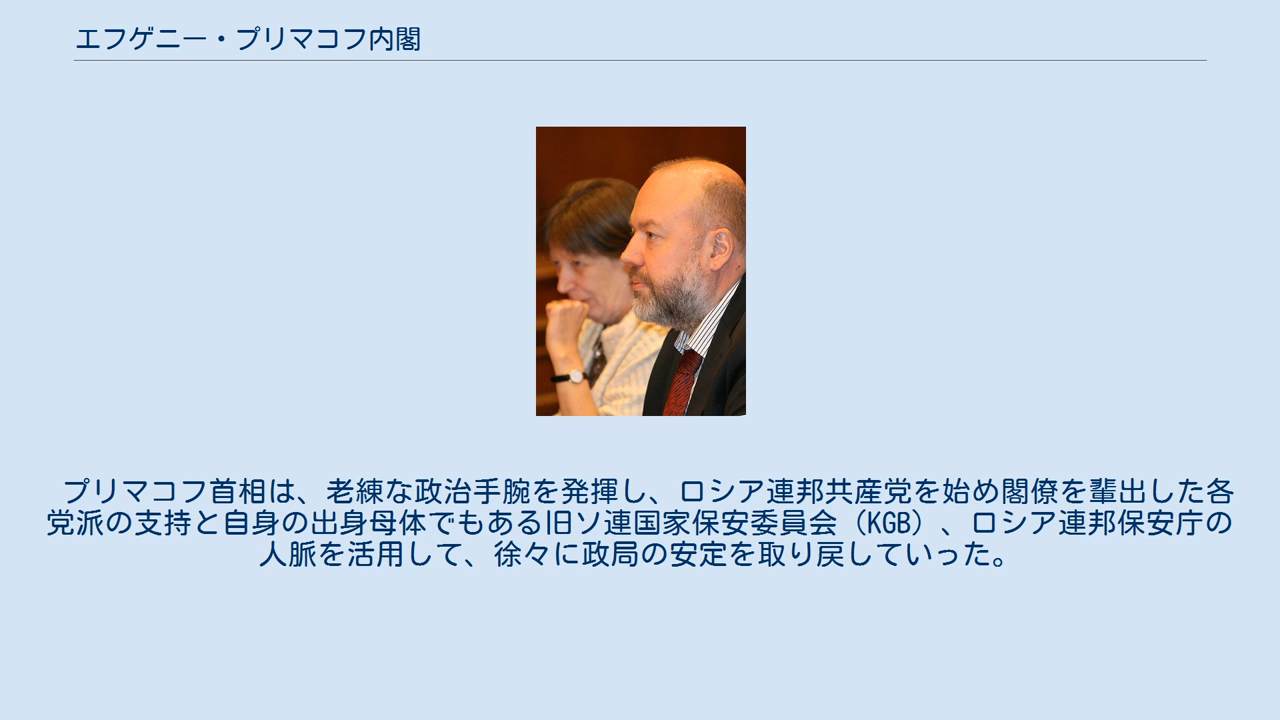 エフゲニー・プリマコフ内閣
プリマコフ首相は、老練な政治手腕を発揮し、ロシア連邦共産党を始め閣僚を輩出した各
党派の支持と自身の出身母体でもある旧ソ連国家保安委員会（KGB）、ロシア連邦保安庁の
人脈を活用して、徐々に政局の安定を取り戻していった。